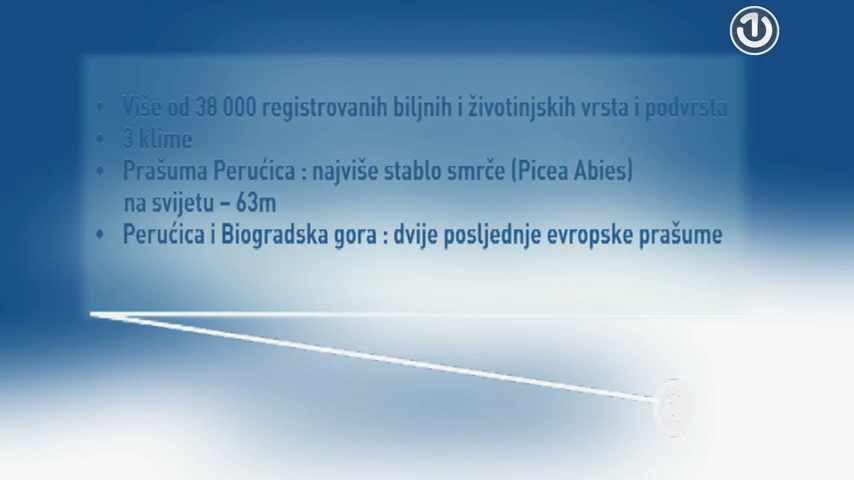 1
• Više od 38 000 registrovanih biljnih i životinjskih vrsta i podvrsta
• 3 klime
• Prašuma Perućica : najviše stablo smrče (Picea Abies)
na svijetu – 63m
• Perućica i Biogradska gora : dvije posljednje evropske prašume